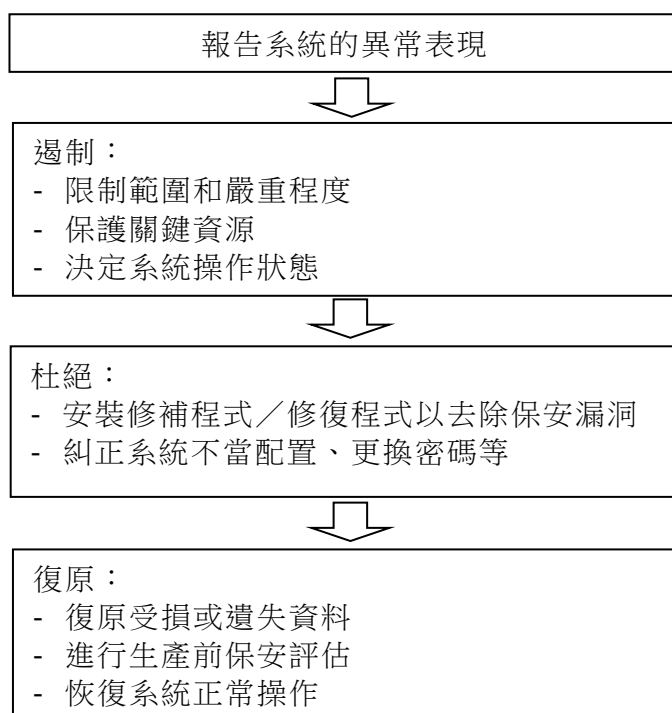 報告系統的異常表現
遏制：
- 限制範圍和嚴重程度
- 保護關鍵資源
- 決定系統操作狀態
杜絕：
- 安裝修補程式／修復程式以去除保安漏洞
- 糾正系統不當配置、更換密碼等
復原：
- 復原受損或遺失資料
- 進行生產前保安評估
- 恢復系統正常操作